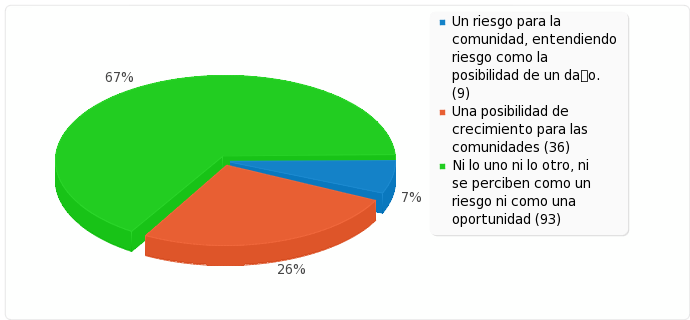 67%
7%
26%
Un riesgo para la
comunidad, entendiendo
riesgo como la
posibilidad de un da▯o.
(9)
Una posibilidad de
crecimiento para las
comunidades (36)
Ni lo uno ni lo otro, ni
se perciben como un
riesgo ni como una
oportunidad (93)